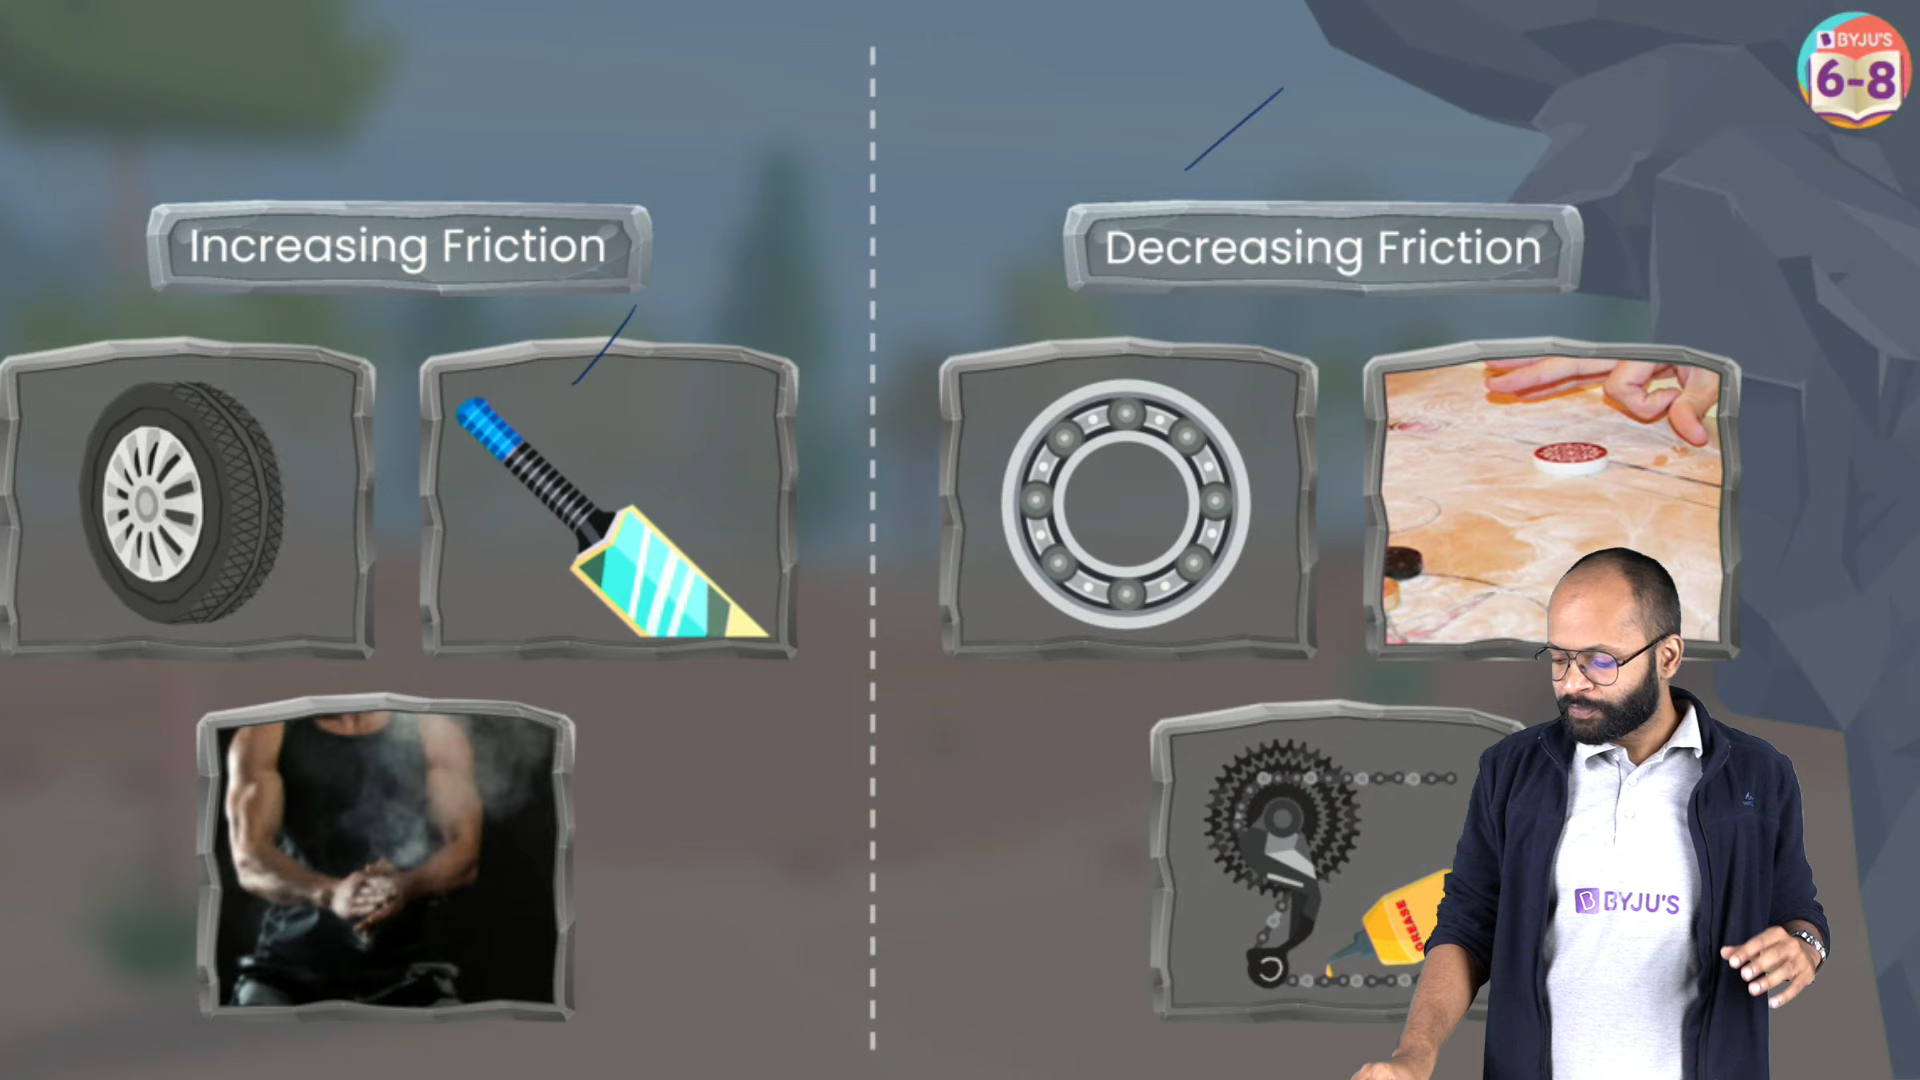 BYJU'S
6-8
Increasing Friction
Decreasing Friction
GREASE
BYJU'S